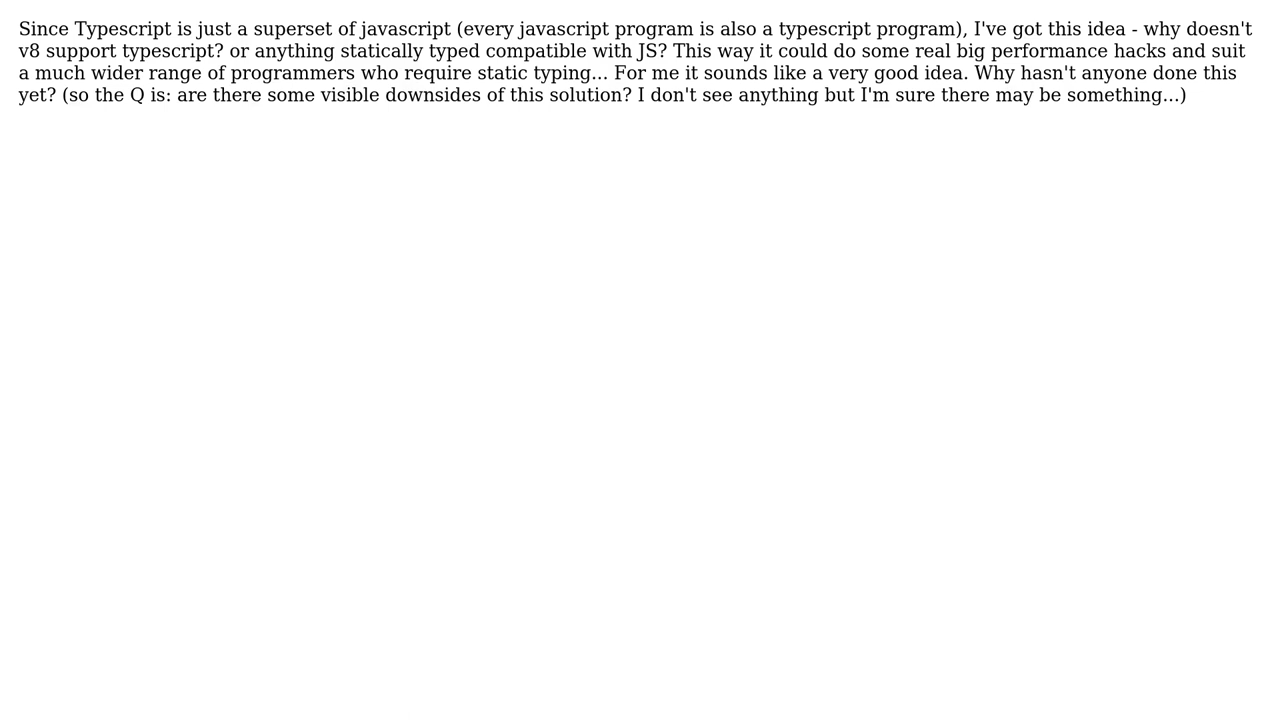 Since Typescript is just a superset of javascript (every javascript program is also a typescript program), I've got this idea - why doesn't
v8 support typescript? or anything statically typed compatible with JS? This way it could do some real big performance hacks and suit
a much wider range of programmers who require static typing... For me it sounds like a very good idea. Why hasn't anyone done this
yet? (so the Q is: are there some visible downsides of this solution? I don't see anything but I'm sure there may be something...)